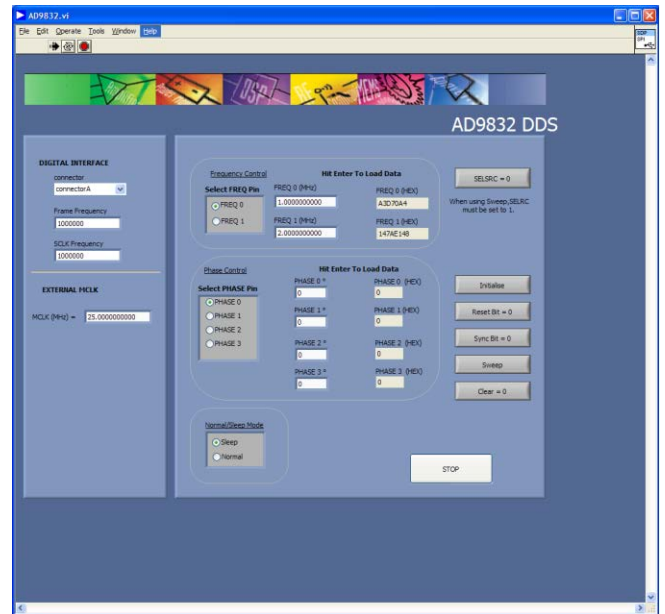 AD9832.vi
File Edit Operate Tools Window Help
AD9832 DDS
DIGITAL INTERFACE
connector
connectorA
Frame Frequency
1000000
SCLK Frequency
1000000
EXTERNAL MCLK
MCLK (MHz) = 25.0000000000
Frequency Control Hit Enter To Load Data
Select FREQ Pin
FREQ 0
FREQ 1
FREQ 0 (MHz) FREQ 0 (HEX)
1.0000000000 A3D70A4
FREQ 1 (MHz) FREQ 1 (HEX)
2.0000000000 147AE148
SELSRC = 0
When using Sweep,SELRC
must be set to 1.
Phase Control Hit Enter To Load Data
Select PHASE Pin
PHASE 0
PHASE 1
PHASE 2
PHASE 3
PHASE 0 ° PHASE 0 (HEX)
0 0
PHASE 1 ° PHASE 1 (HEX)
0 0
PHASE 2 ° PHASE 2 (HEX)
0 0
PHASE 3 ° PHASE 3 (HEX)
0 0
Initialise
Reset Bit = 0
Sync Bit = 0
Sweep
Clear = 0
Normal/Sleep Mode
Sleep
Normal
STOP